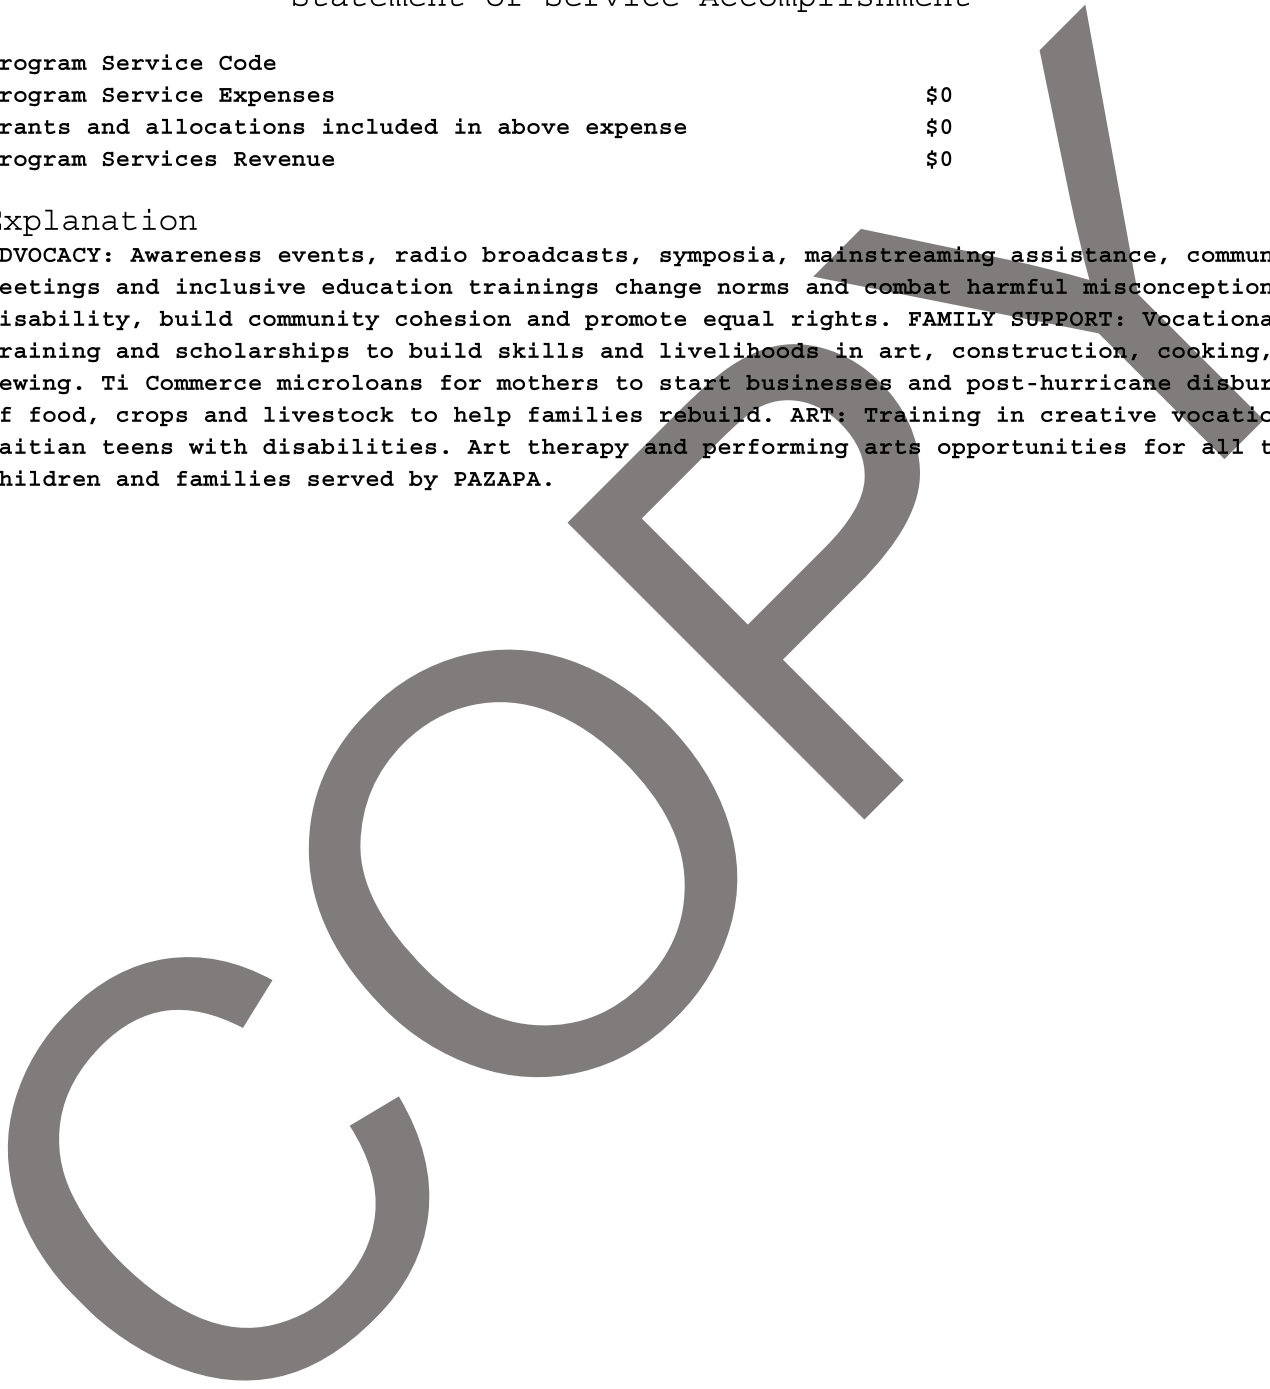 Statement of Service Accomplishment
rogram Service Code
rogram Service Expenses $0
rants and allocations included in above expense $0
rogram Services Revenue $0
Explanation
DVOCACY: Awareness events, radio broadcasts, symposia, mainstreaming assistance, commun
eetings and inclusive education trainings change norms and combat harmful misconception
isability, build community cohesion and promote equal rights. FAMILY SUPPORT: Vocationa
raining and scholarships to build skills and livelihoods in art, construction, cooking,
ewing. Ti Commerce microloans for mothers to start businesses and post-hurricane disbur
f food, crops and livestock to help families rebuild. ART: Training in creative vocatio
aitian teens with disabilities. Art therapy and performing arts opportunities for all t
hildren and families served by PAZAPA.
COPY